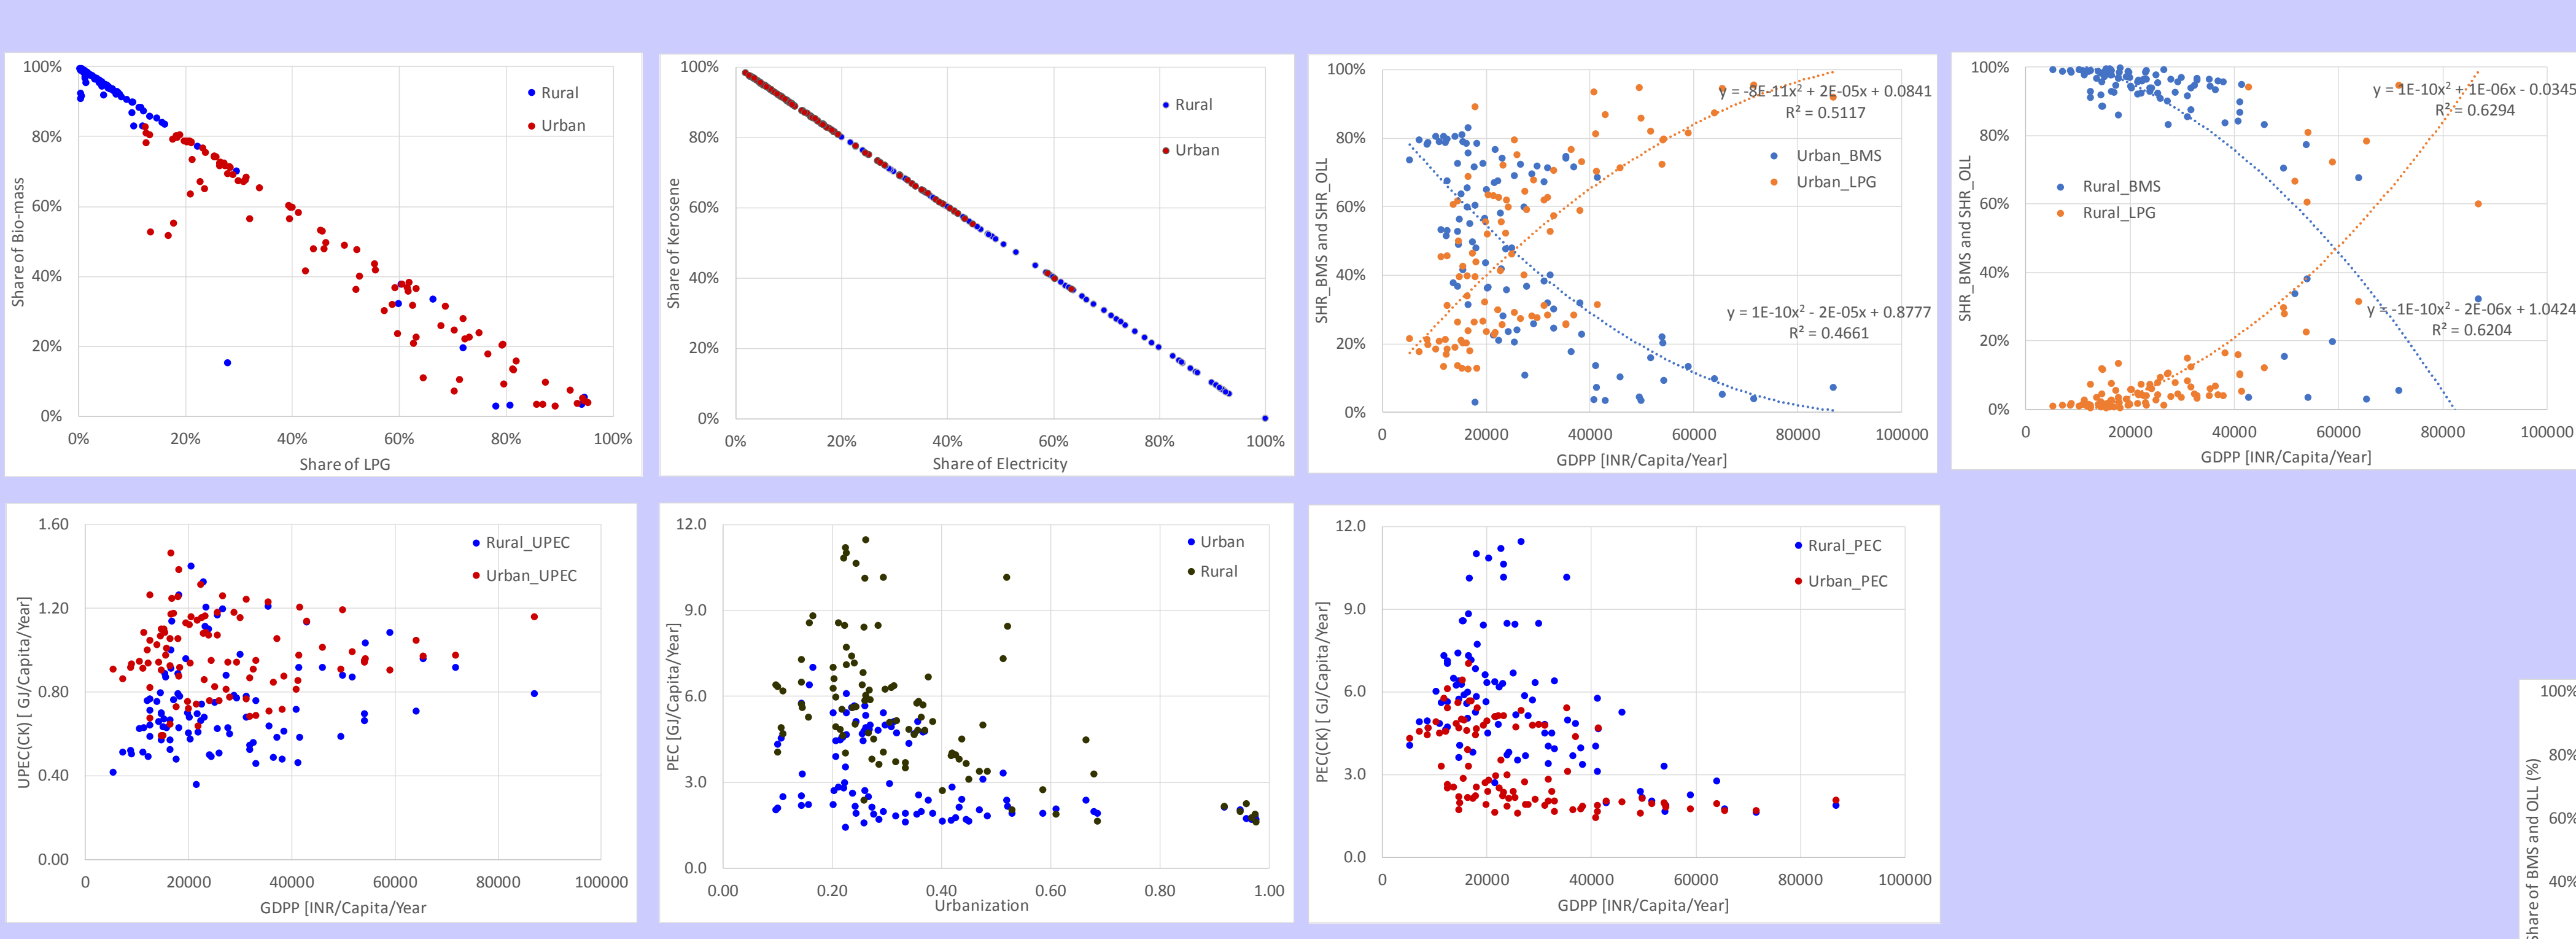 100%
80%
60%
40%
20%
0%
0% 20% 40% 60% 80% 100%
Share of Bio-mass
Share of LPG
Rural
Urban
100%
80%
60%
40%
20%
0%
0% 20% 40% 60% 80% 100%
Share of Kerosene
Share of Electricity
Rural
Urban
100%
80%
60%
40%
20%
0%
0 20000 40000 60000 80000 100000
SHR_BMS and SHR_OLL
GDPP [INR/Capita/Year]
y = -8E-11x² + 2E-05x + 0.0841
R² = 0.5117
Urban_BMS
Urban_LPG
y = 1E-10x² - 2E-05x + 0.8777
R² = 0.4661
100%
80%
60%
40%
20%
0%
0 20000 40000 60000 80000 100000
SHR_BMS and SHR_OLL
GDPP [INR/Capita/Year]
y = 1E-10x² + 1E-06x - 0.0345
R² = 0.6294
Rural_BMS
Rural_LPG
y = -1E-10x² - 2E-06x + 1.0424
R² = 0.6204
1.60
1.20
0.80
0.40
0.00
0 20000 40000 60000 80000 100000
UPEC(CK) [ GJ/Capita/Year]
GDPP [INR/Capita/Year
Rural_UPEC
Urban_UPEC
12.0
9.0
6.0
3.0
0.0
0.00 0.20 0.40 0.60 0.80 1.00
PEC [GJ/Capita/Year]
Urbanization
Urban
Rural
12.0
9.0
6.0
3.0
0.0
0 20000 40000 60000 80000 100000
PEC(CK) [ GJ/Capita/Year]
GDPP [INR/Capita/Year]
Rural_PEC
Urban_PEC
100%
80%
60%
40%
Share of BMS and OLL (%)